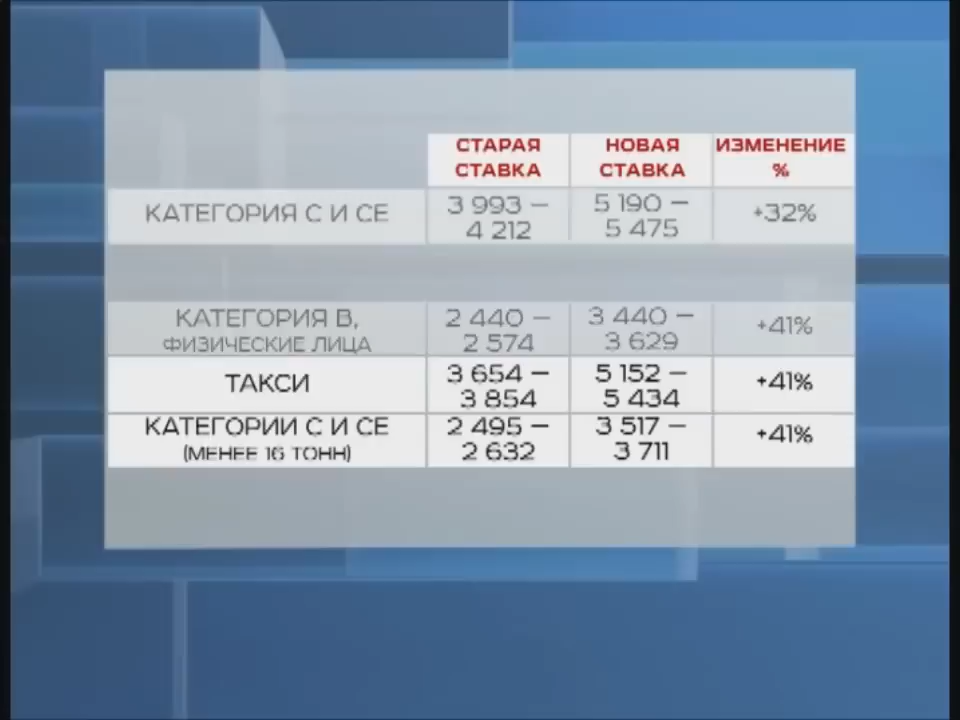 СТАРАЯ СТАВКА
НОВАЯ СТАВКА
ИЗМЕНЕНИЕ %
КАТЕГОРИЯ С И СЕ
3 993 –
4 212
5 190 –
5 475
+32%
КАТЕГОРИЯ В,
ФИЗИЧЕСКИЕ ЛИЦА
2 440 –
2 574
3 440 –
3 629
+41%
ТАКСИ
3 654 –
3 854
5 152 –
5 434
+41%
КАТЕГОРИИ С И СЕ
(МЕНЕЕ 16 ТОНН)
2 495 –
2 632
3 517 –
3 711
+41%